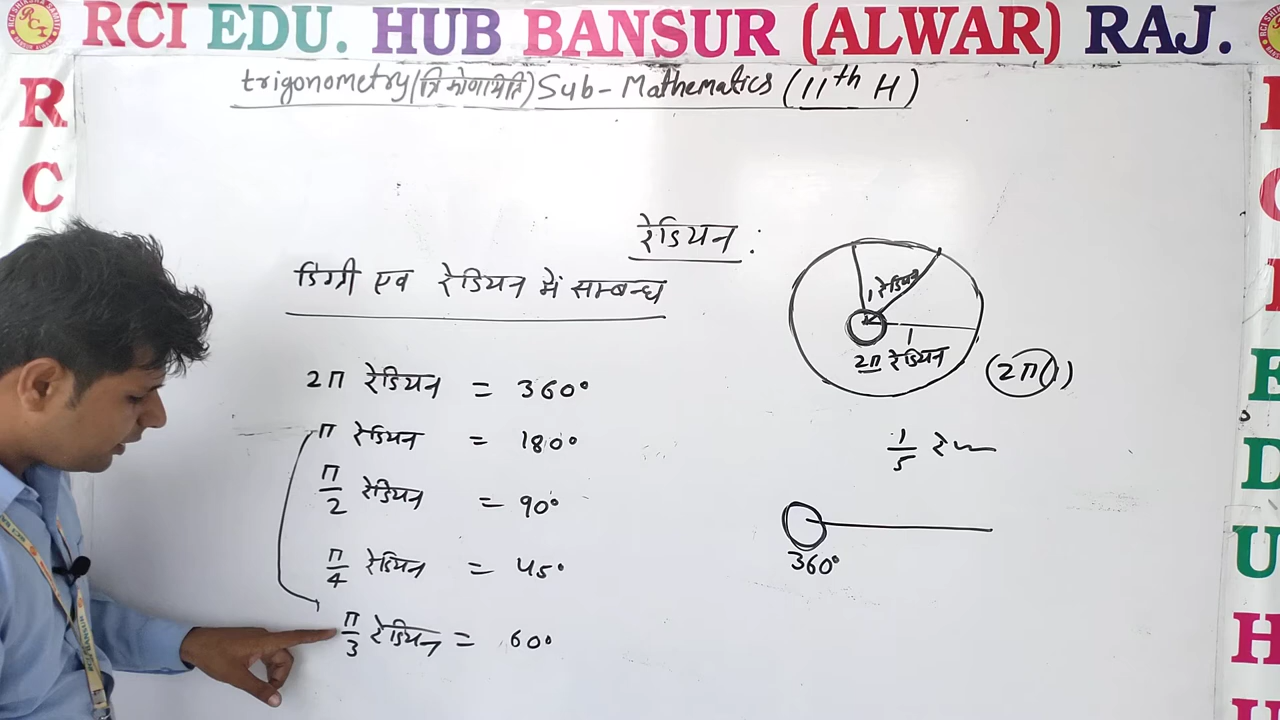 RCI EDU. HUB BANSUR (ALWAR) RAJ.
trigonometry (त्रिकोणमिति) Sub - Mathematics (11th H)
R
C
रेडियन :
डिग्री एव रेडियन में सम्बन्ध
2π रेडियन = 360°
π रेडियन = 180°
π/2 रेडियन = 90°
π/4 रेडियन = 45°
π/3 रेडियन = 60°
1 रेडियन
1
2π रेडियन
(2π(1)
1/5
360°
E
D
U
H